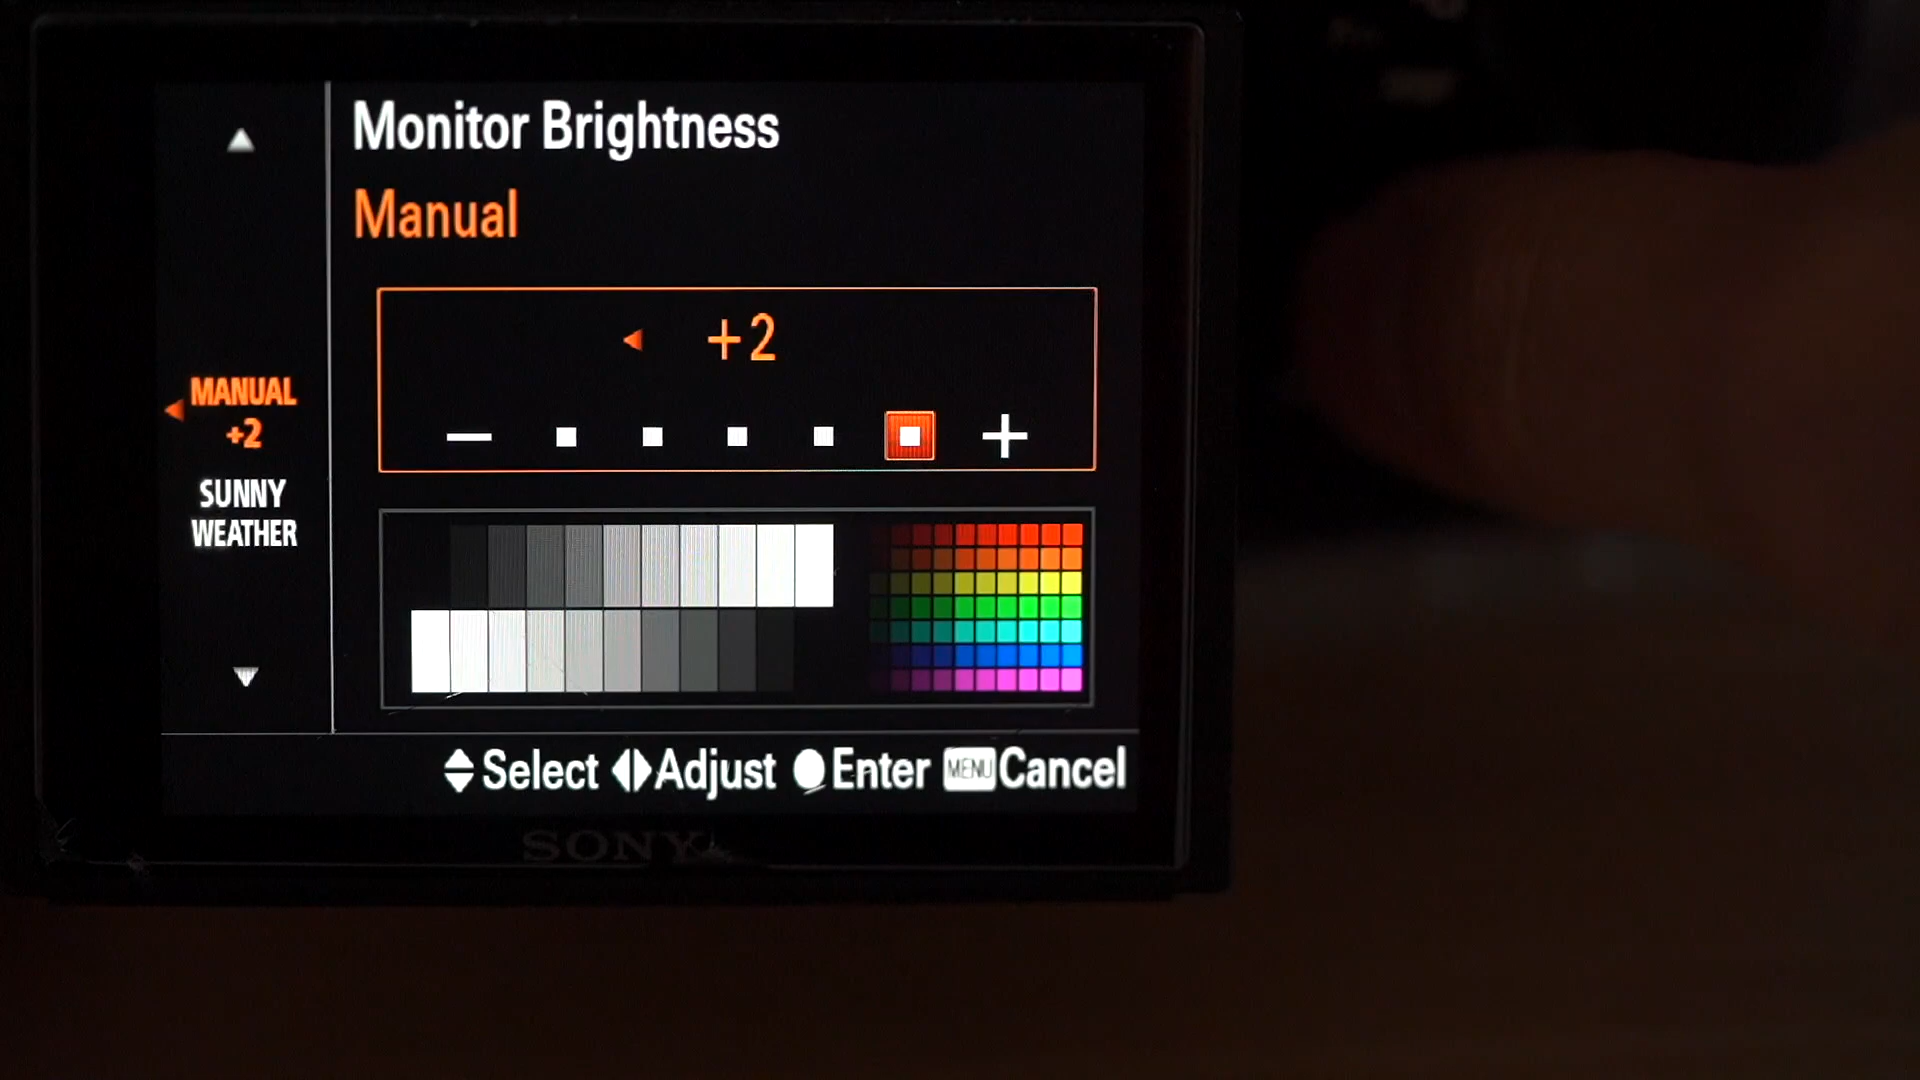 Monitor Brightness
Manual
+2
MANUAL
+2
SUNNY
WEATHER
Select Adjust Enter MENU Cancel
SONY